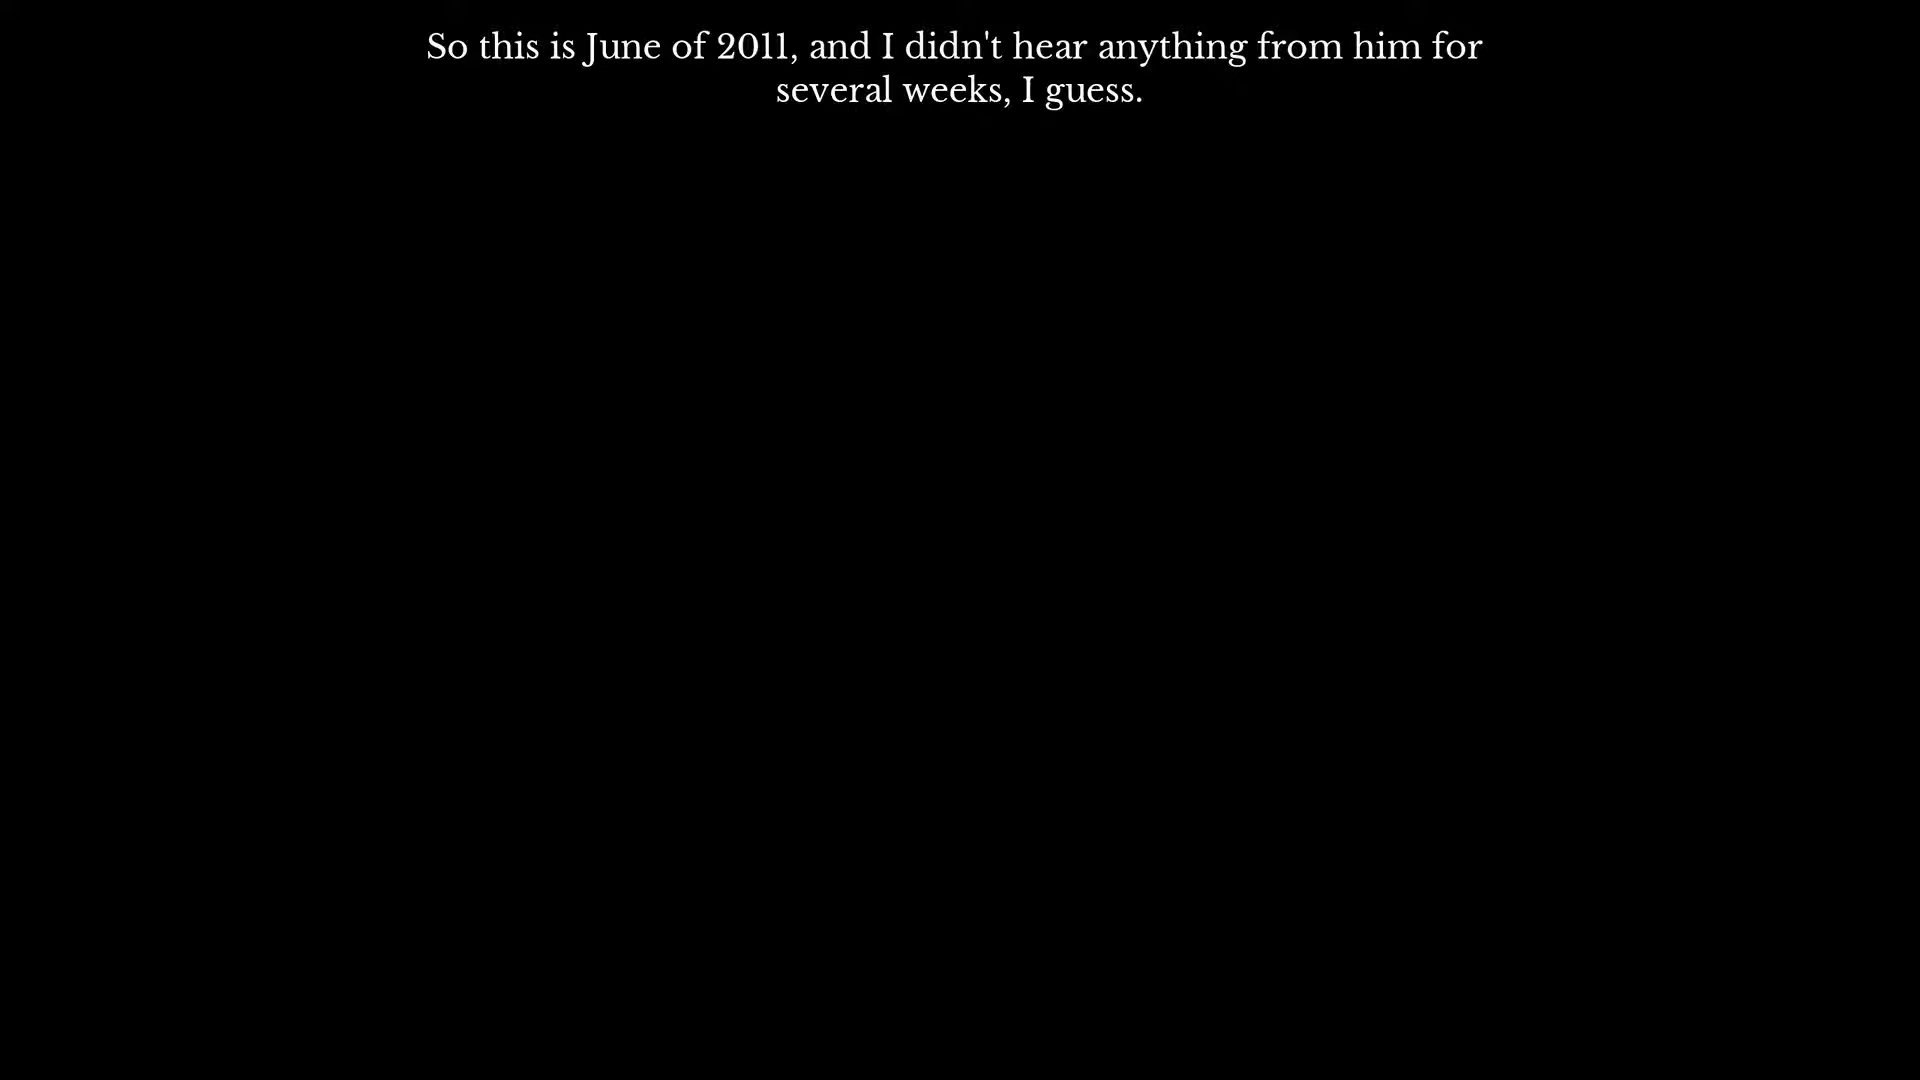 So this is June of 2011, and I didn't hear anything from him for
several weeks, I guess.